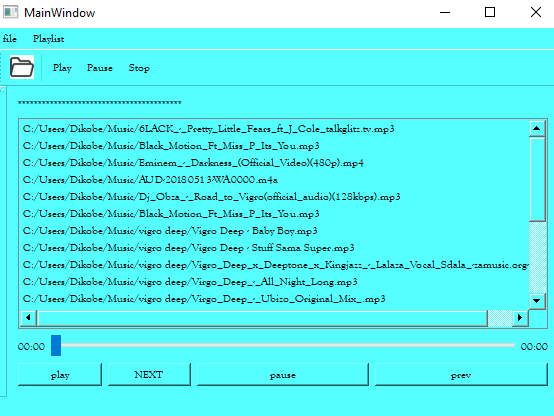 MainWindow
file Playlist
Play Pause Stop
*****************************************
C:/Users/Dikobe/Music/6LACK_-_Pretty_Little_Fears_ft_J_Cole_talkglitz.tv.mp3
C:/Users/Dikobe/Music/Black_Motion_Ft_Miss_P_Its_You.mp3
C:/Users/Dikobe/Music/Eminem_-_Darkness_(Official_Video)(480p).mp4
C:/Users/Dikobe/Music/AUD-20180513-WA0000.m4a
C:/Users/Dikobe/Music/Dj_Obza_-_Road_to_Vigro(official_audio)(128kbps).mp3
C:/Users/Dikobe/Music/Black_Motion_Ft_Miss_P_Its_You.mp3
C:/Users/Dikobe/Music/vigro deep/Vigro Deep - Baby Boy.mp3
C:/Users/Dikobe/Music/vigro deep/Vigro Deep - Stuff Sama Super.mp3
C:/Users/Dikobe/Music/vigro deep/Vigro_Deep_x_Deeptone_x_Kingjazz_-_Lalaza_Vocal_Sdala_-zamusic.org
C:/Users/Dikobe/Music/vigro deep/Virgo_Deep_-_All_Night_Long.mp3
C:/Users/Dikobe/Music/vigro deep/Virgo_Deep_-_Ubizo_Original_Mix_.mp3
00:00 00:00
play NEXT pause prev